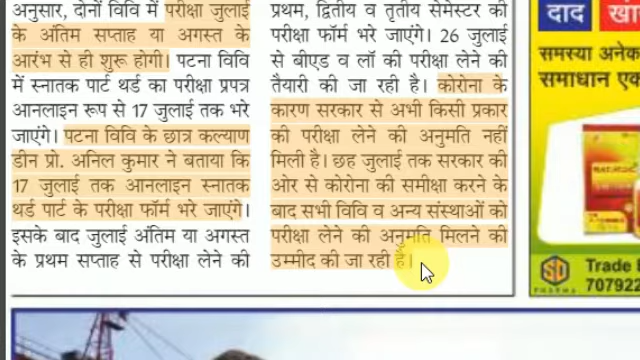 अनुसार, दोनों विवि में परीक्षा जुलाई
के अंतिम सप्ताह या अगस्त के
आरंभ से ही शुरू होगी। पटना विवि
में स्नातक पार्ट थर्ड का परीक्षा प्रपत्र
आनलाइन रूप से 17 जुलाई तक भरे
जाएंगे। पटना विवि के छात्र कल्याण
डीन प्रो. अनिल कुमार ने बताया कि
17 जुलाई तक आनलाइन स्नातक
थर्ड पार्ट के परीक्षा फॉर्म भरे जाएंगे।
इसके बाद जुलाई अंतिम या अगस्त
के प्रथम सप्ताह से परीक्षा लेने की
प्रथम, द्वितीय व तृतीय सेमेस्टर की
परीक्षा फॉर्म भरे जाएंगे। 26 जुलाई
से बीएड व लॉ की परीक्षा लेने की
तैयारी की जा रही है। कोरोना के
कारण सरकार से अभी किसी प्रकार
की परीक्षा लेने की अनुमति नहीं
मिली है। छह जुलाई तक सरकार की
ओर से कोरोना की समीक्षा करने के
बाद सभी विवि व अन्य संस्थाओं को
परीक्षा लेने की अनुमति मिलने की
उम्मीद की जा रही है।
दाद
समस्या अनेक
समाधान एक
Trade
707922